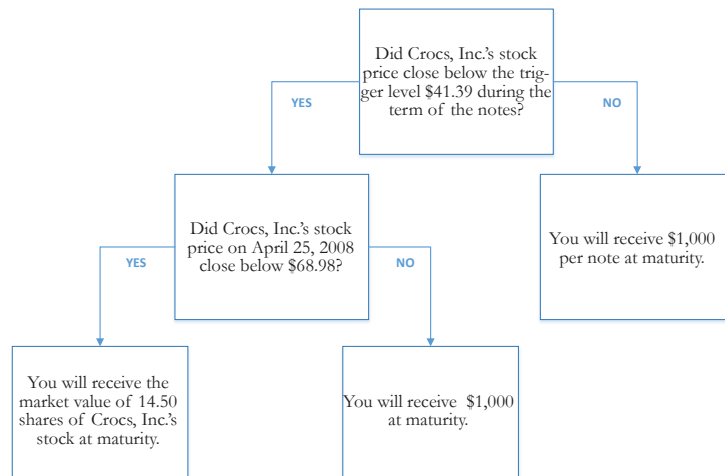 Did Crocs, Inc.'s stock
price close below the trig-
ger level $41.39 during the
term of the notes?
YES
NO
Did Crocs, Inc.'s stock
price on April 25, 2008
close below $68.98?
You will receive $1,000
per note at maturity.
YES
NO
You will receive the
market value of 14.50
shares of Crocs, Inc.'s
stock at maturity.
You will receive $1,000
at maturity.